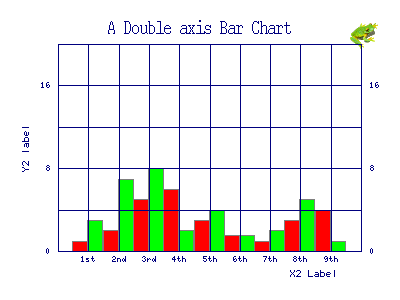 A Double axis Bar Chart
16 16
Y2 label
8 8
0 0
1st 2nd 3rd 4th 5th 6th 7th 8th 9th
X2 Label